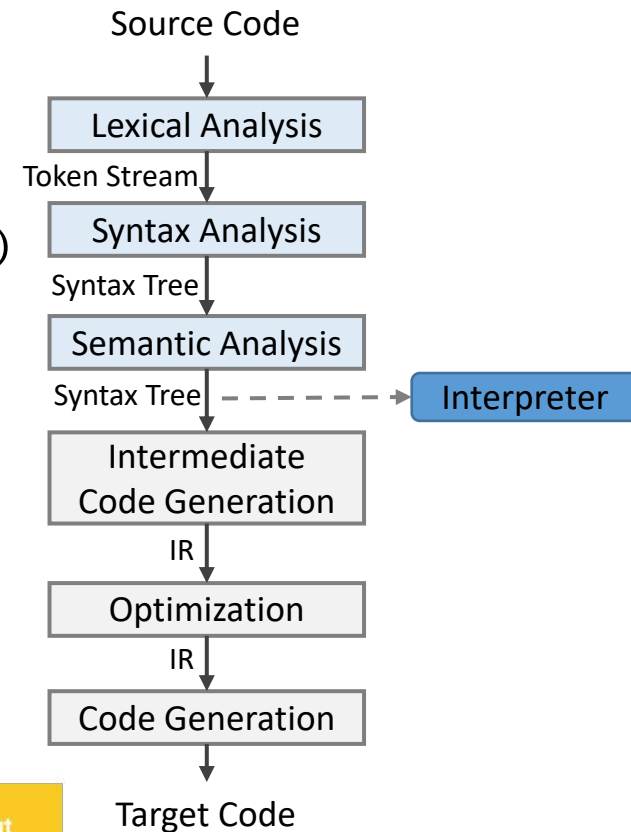 Source Code
Lexical Analysis
Token Stream
)
Syntax Analysis
Syntax Tree
Semantic Analysis
Syntax Tree
Interpreter
Intermediate
Code Generation
IR
Optimization
IR
Code Generation
Target Code